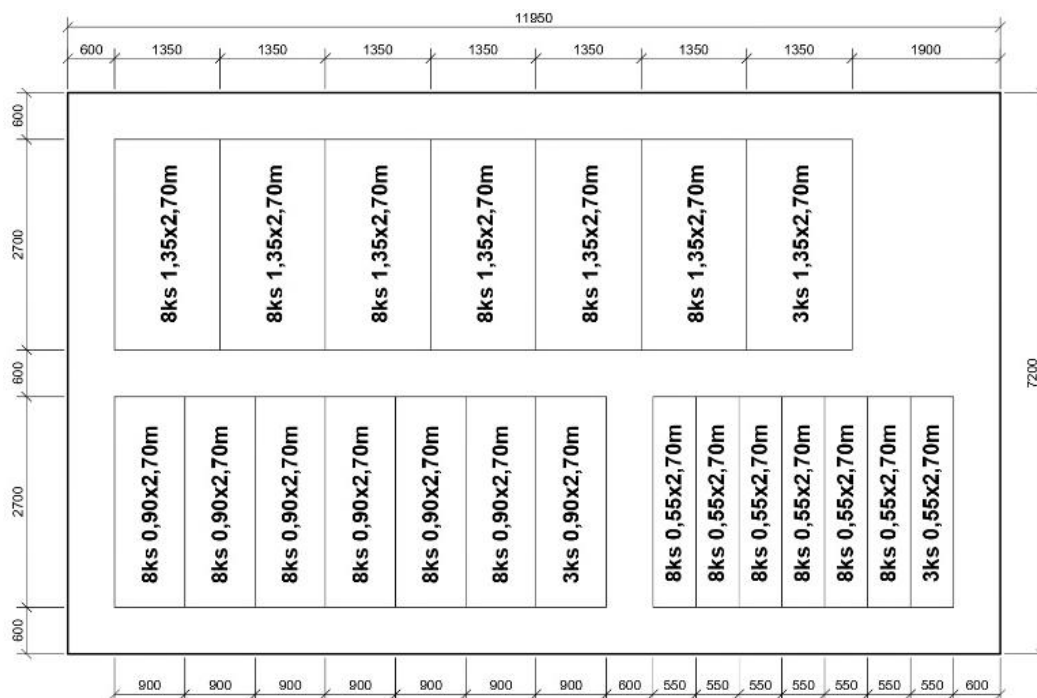 11950
600 1350 1350 1350 1350 1350 1350 1350 1900
600
2700
600
2700
600
7200
8ks 1,35x2,70m
8ks 1,35x2,70m
8ks 1,35x2,70m
8ks 1,35x2,70m
8ks 1,35x2,70m
8ks 1,35x2,70m
3ks 1,35x2,70m
8ks 0,90x2,70m
8ks 0,90x2,70m
8ks 0,90x2,70m
8ks 0,90x2,70m
8ks 0,90x2,70m
8ks 0,90x2,70m
3ks 0,90x2,70m
8ks 0,55x2,70m
8ks 0,55x2,70m
8ks 0,55x2,70m
8ks 0,55x2,70m
8ks 0,55x2,70m
8ks 0,55x2,70m
3ks 0,55x2,70m
900 900 900 900 900 900 900 600 550 550 550 550 550 550 550 600